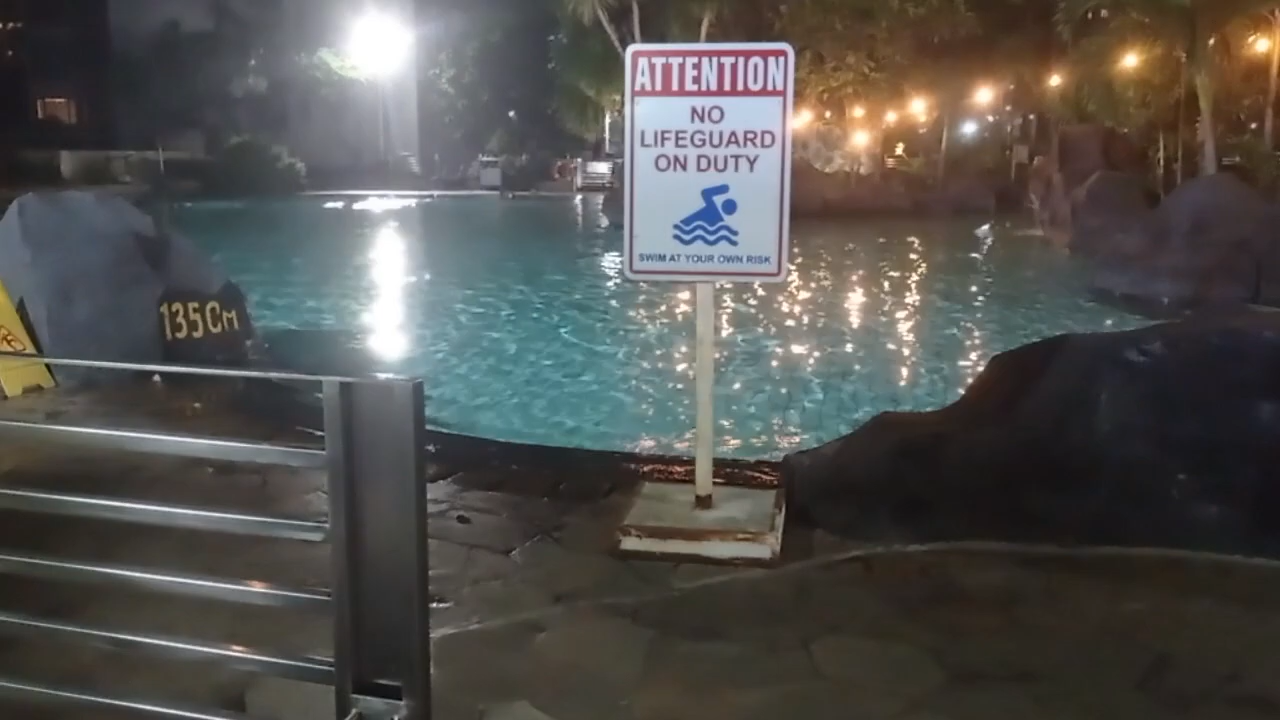 ATTENTION
NO
LIFEGUARD
ON DUTY
SWIM AT YOUR OWN RISK
135Cm